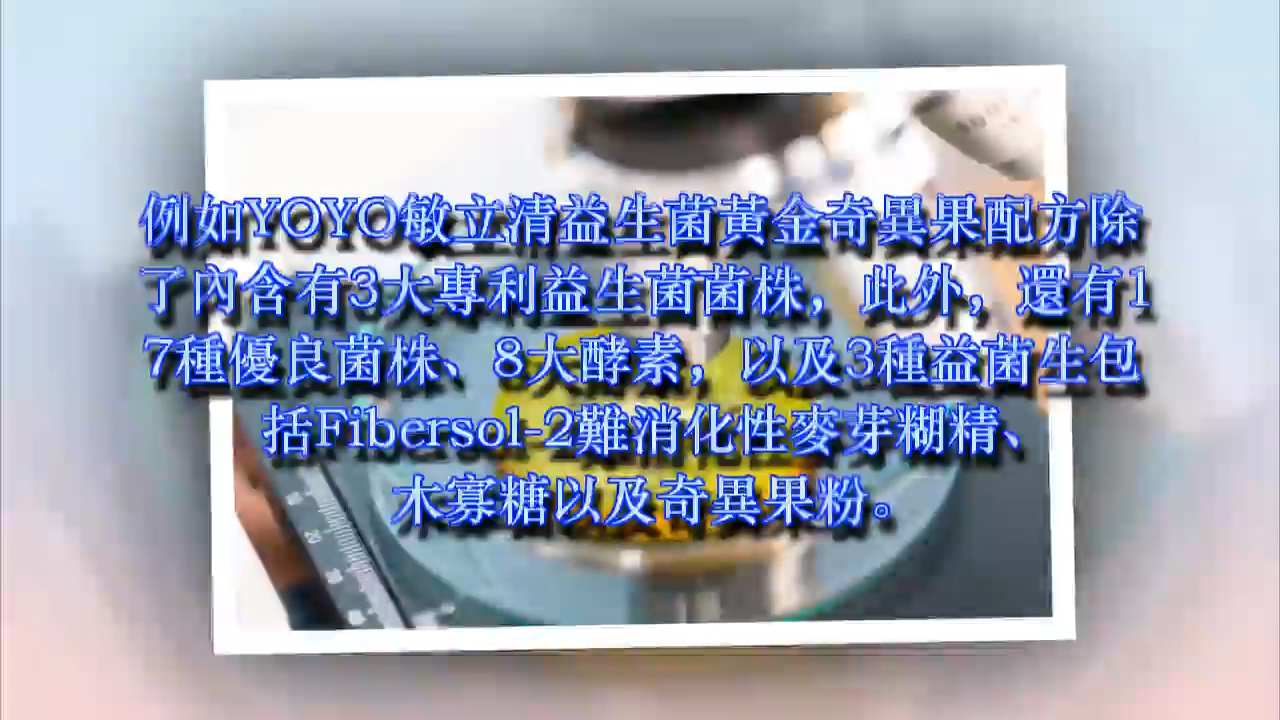 例如YOYO敏立清益生菌黃金奇異果配方除
了內含有3大專利益生菌菌株，此外，還有1
7種優良菌株、8大酵素，以及3種益菌生包
括Fibersol-2難消化性麥芽糊精、
木寡糖以及奇異果粉。